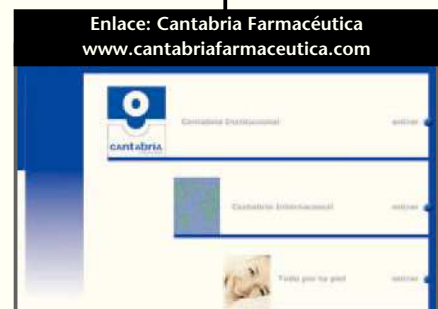 Enlace: Cantabria Farmacéutica
www.cantabriafarmaceutica.com
Cantabria Institucional entrar
CANTABRIA
Cantabria Internacional entrar
Todo por tu piel entrar